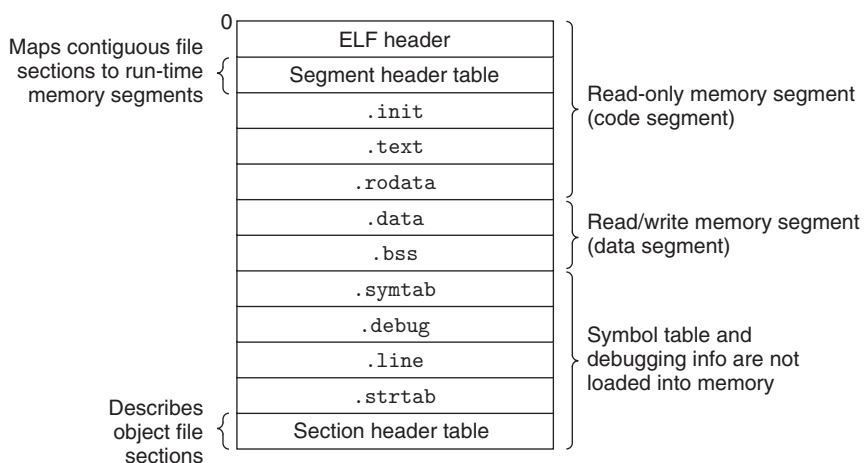 0
ELF header
Maps contiguous file
sections to run-time
memory segments
Segment header table
.init
.text
.rodata
Read-only memory segment
(code segment)
.data
.bss
Read/write memory segment
(data segment)
.symtab
.debug
.line
.strtab
Symbol table and
debugging info are not
loaded into memory
Describes
object file
sections
Section header table